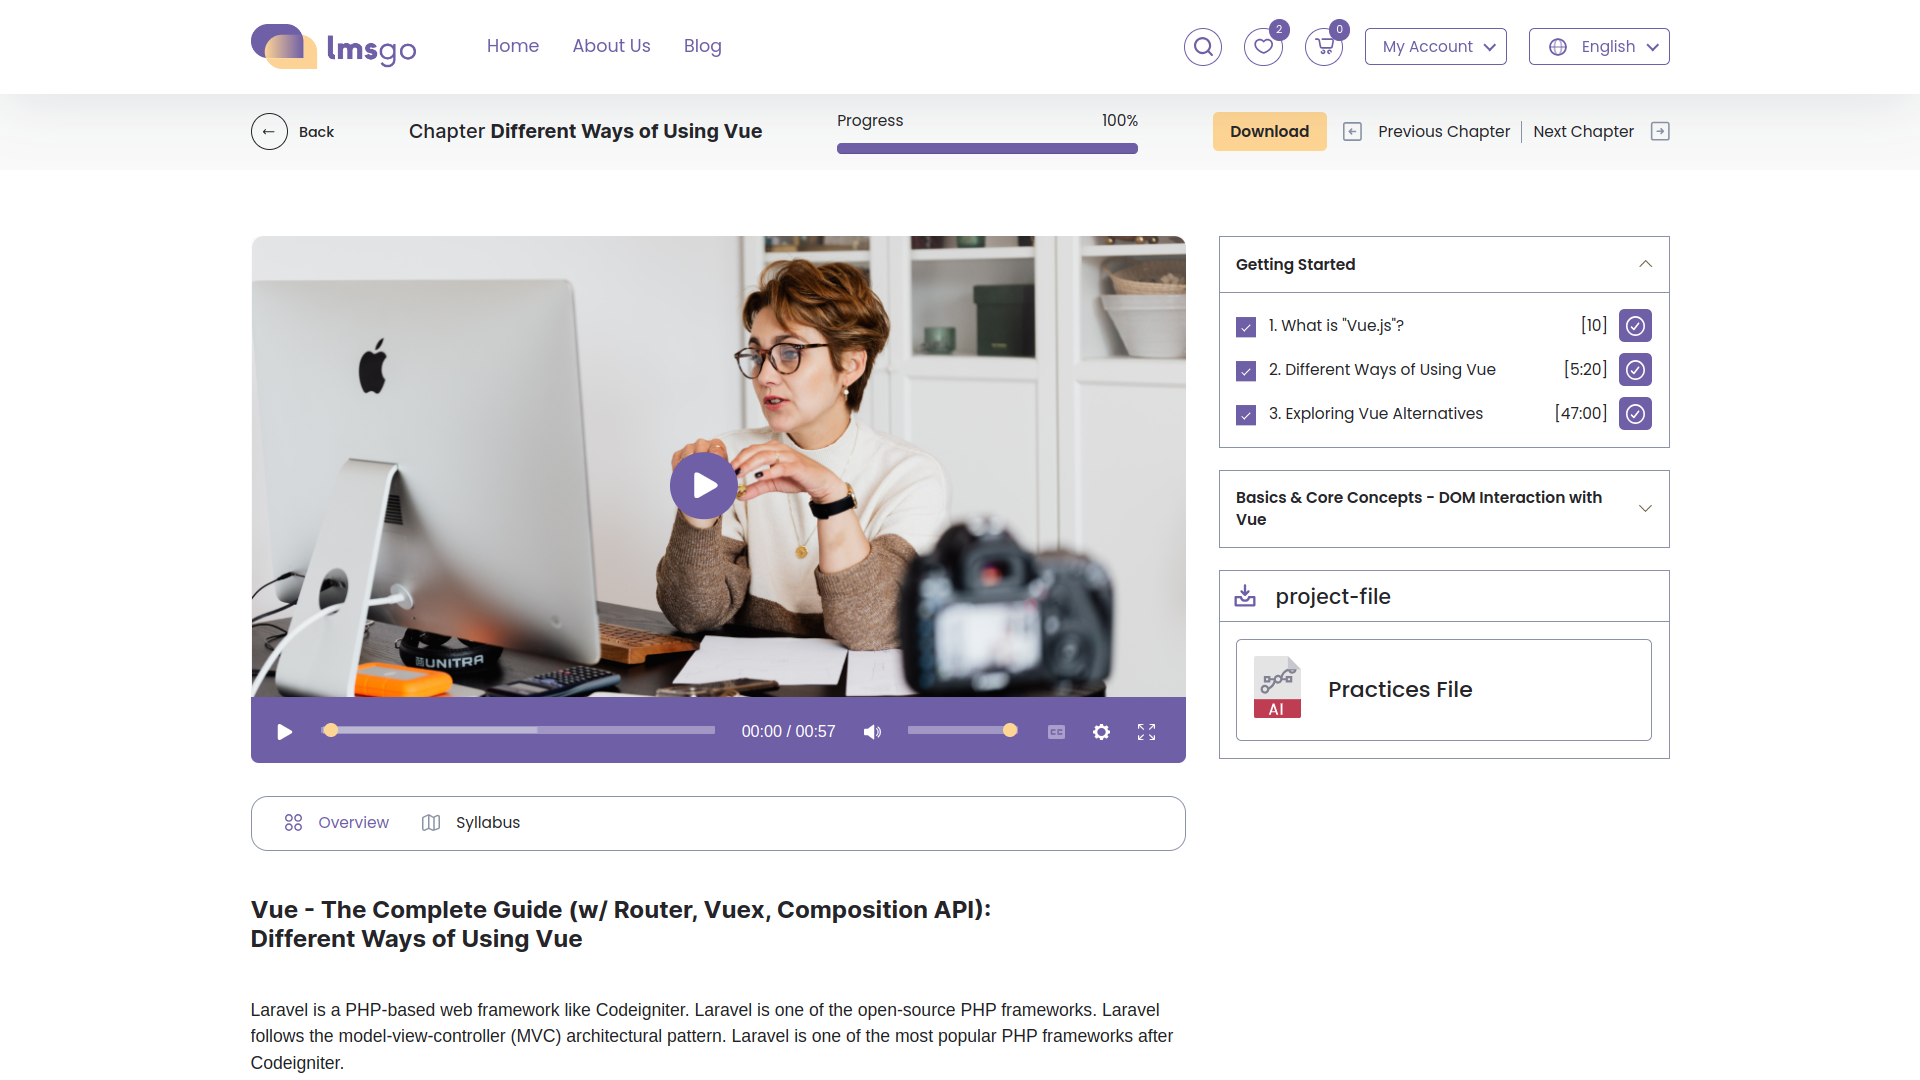 lmsgo
Home
About Us
Blog
2
0
My Account
English
Back
Chapter Different Ways of Using Vue
Progress
100%
Download
Previous Chapter
Next Chapter
UNITRA
00:00 / 00:57
CC
Overview
Syllabus
Vue - The Complete Guide (w/ Router, Vuex, Composition API):
Different Ways of Using Vue
Laravel is a PHP-based web framework like Codeigniter. Laravel is one of the open-source PHP frameworks. Laravel
follows the model-view-controller (MVC) architectural pattern. Laravel is one of the most popular PHP frameworks after
Codeigniter.
Getting Started
1. What is "Vue.js"?
[10]
2. Different Ways of Using Vue
[5:20]
3. Exploring Vue Alternatives
[47:00]
Basics & Core Concepts - DOM Interaction with
Vue
project-file
AI
Practices File